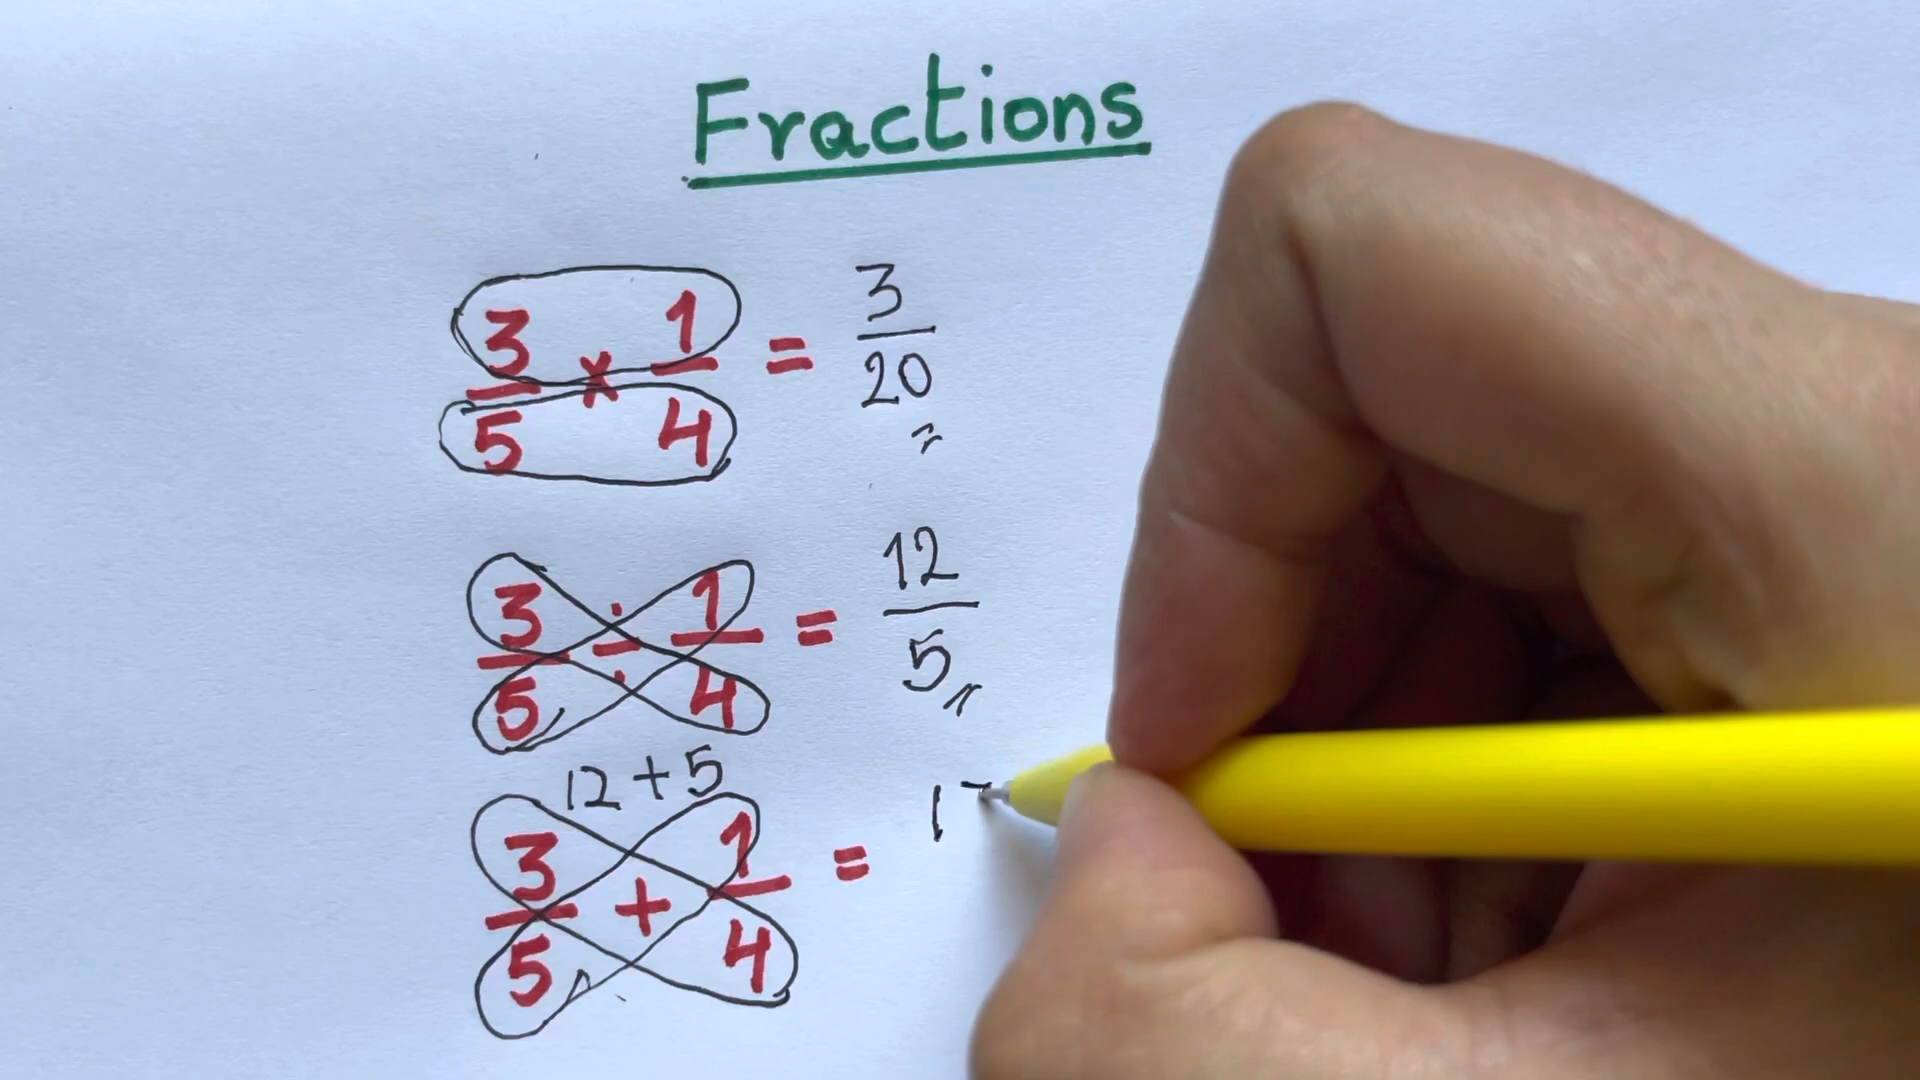 Fractions
3/5 × 1/4 = 3/20
3/5 ÷ 1/4 = 12/5
12 + 5
3/5 + 1/4 = 1